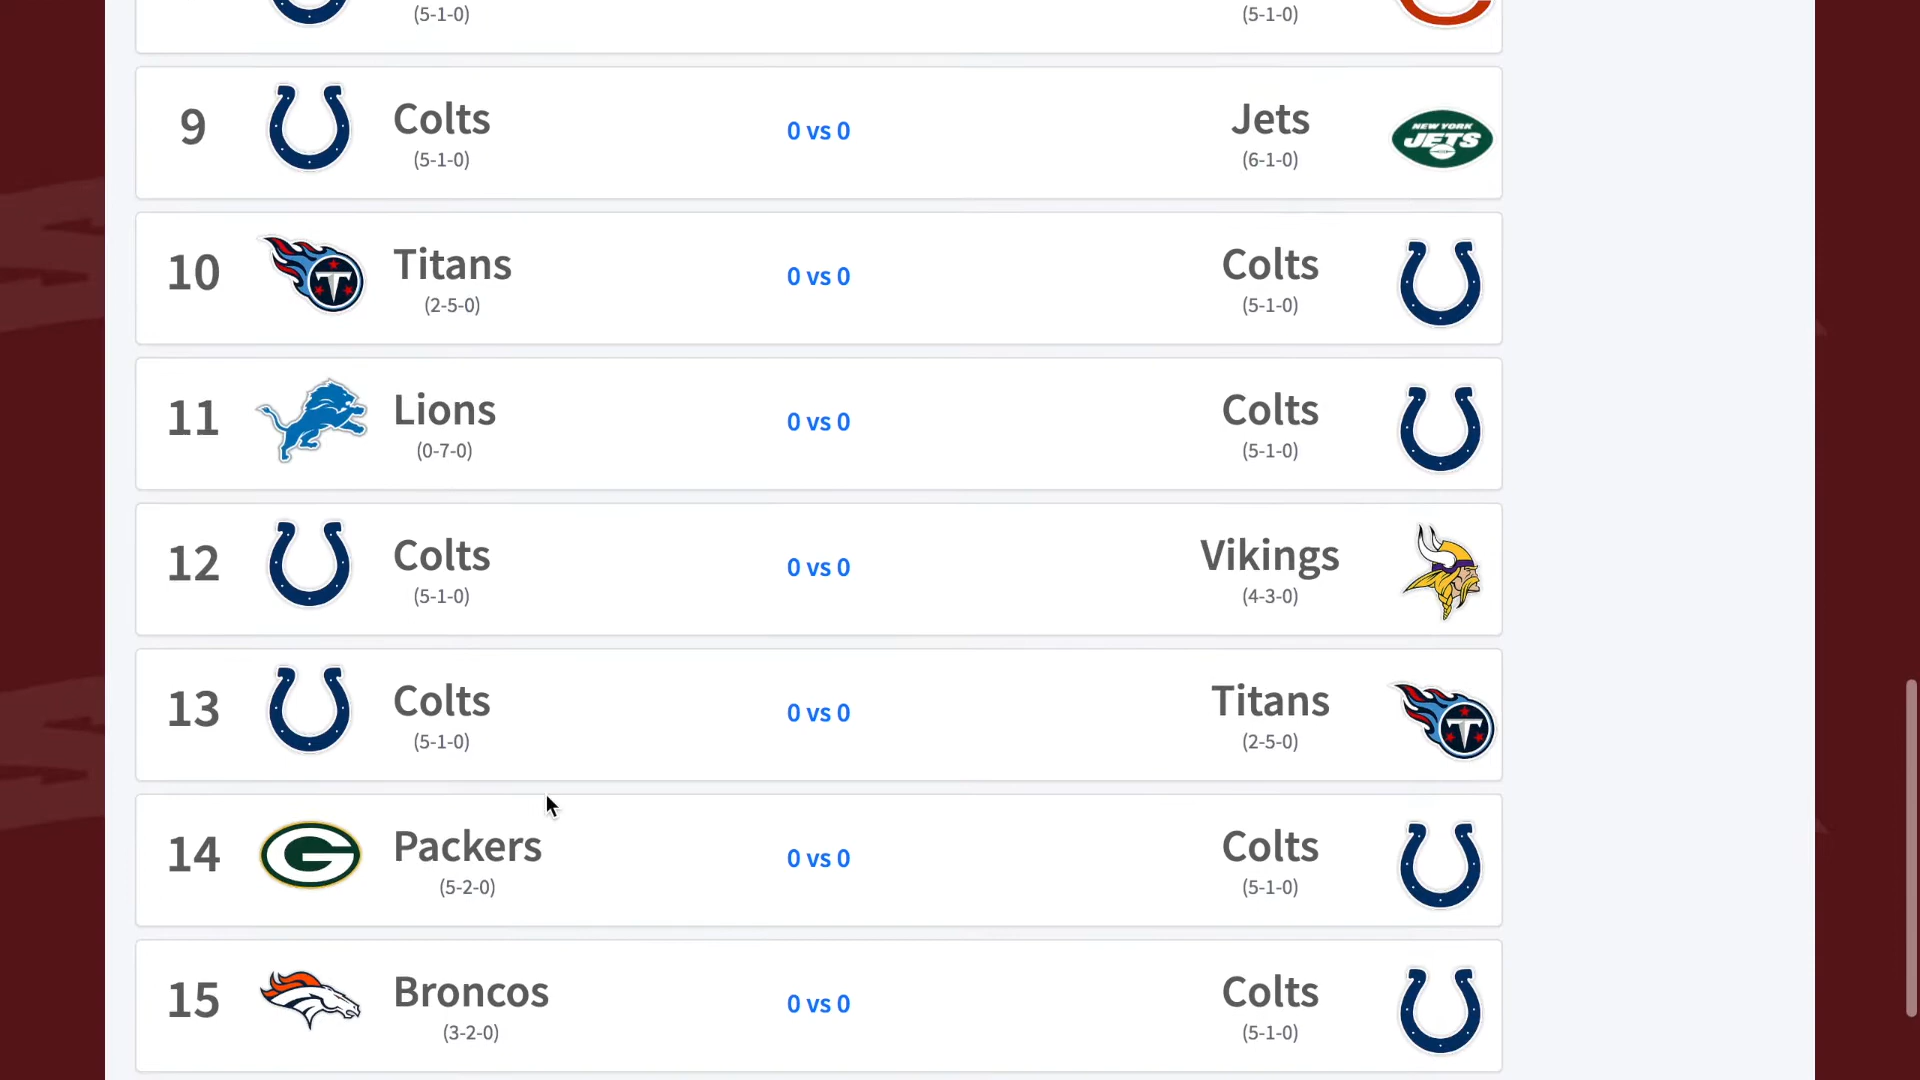 (5-1-0) (5-1-0)
9 Colts 0 vs 0 Jets NEW YORK JETS
(5-1-0) (6-1-0)
10 Titans 0 vs 0 Colts
(2-5-0) (5-1-0)
11 Lions 0 vs 0 Colts
(0-7-0) (5-1-0)
12 Colts 0 vs 0 Vikings
(5-1-0) (4-3-0)
13 Colts 0 vs 0 Titans
(5-1-0) (2-5-0)
14 Packers 0 vs 0 Colts
(5-2-0) (5-1-0)
15 Broncos 0 vs 0 Colts
(3-2-0) (5-1-0)